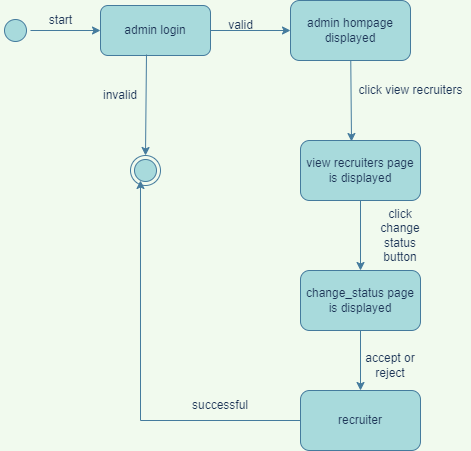 start
admin login
valid
admin hompage
displayed
invalid
click view recruiters
view recruiters page
is displayed
click
change
status
button
change_status page
is displayed
accept or
reject
successful
recruiter